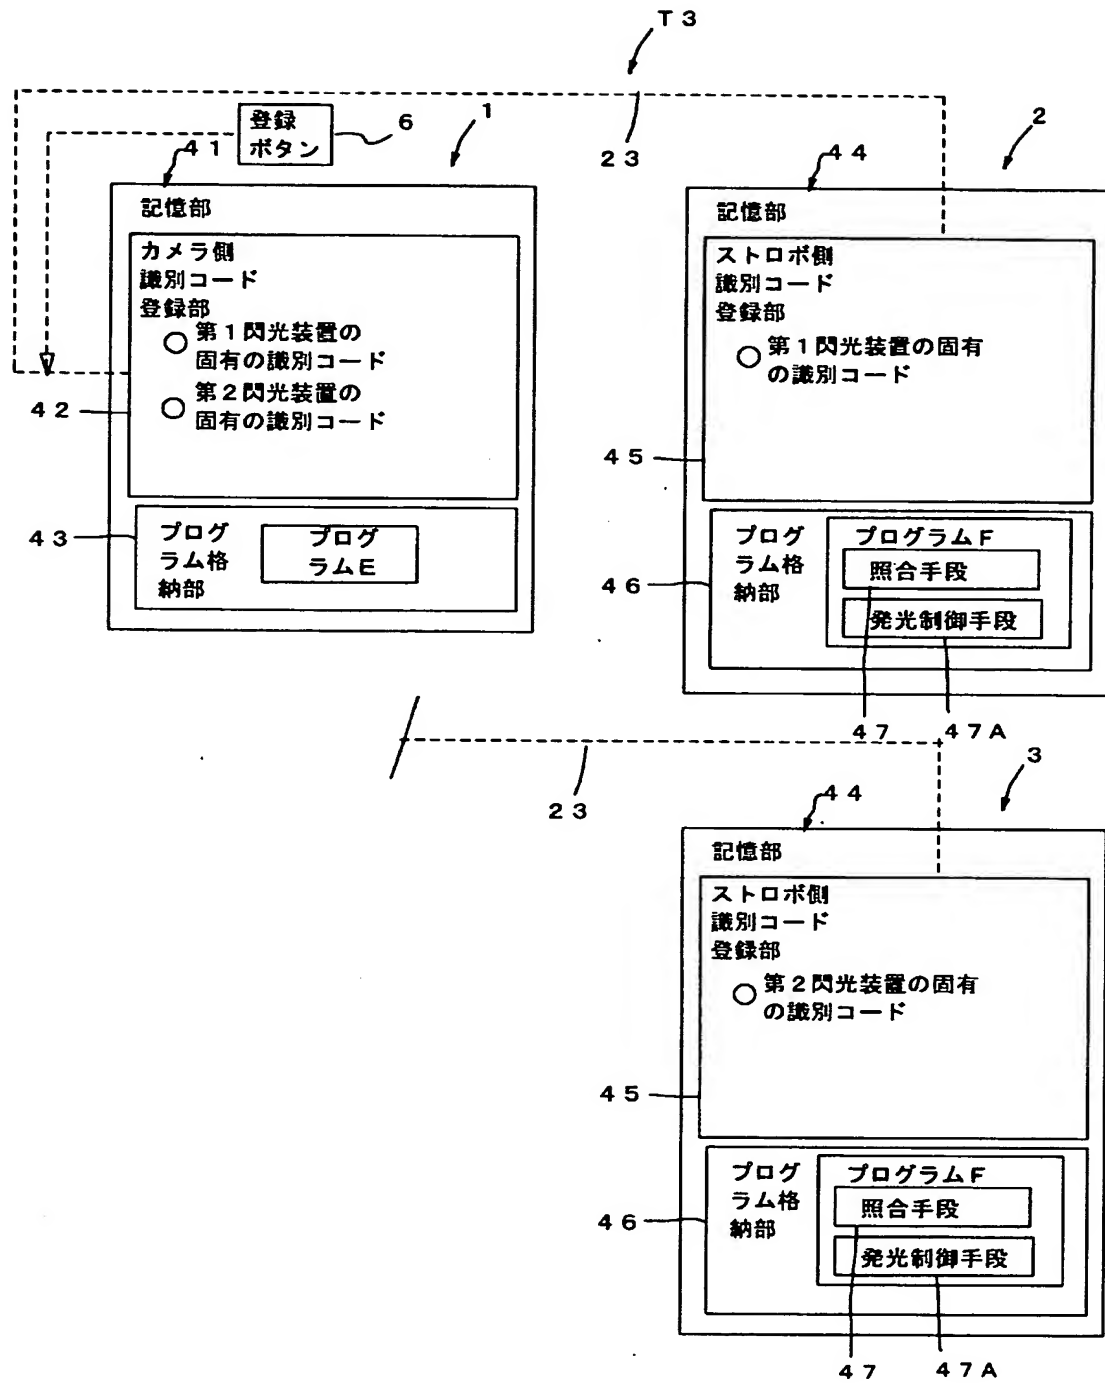 T3
登録
ボタン
6
1
23
2
41
44
記憶部
カメラ側
識別コード
登録部
第1閃光装置の
固有の識別コード
第2閃光装置の
固有の識別コード
42
43
プログ
ラム格
納部
プログ
ラムE
記憶部
ストロボ側
識別コード
登録部
第1閃光装置の固有
の識別コード
45
46
プログ
ラム格
納部
プログラムF
照合手段
発光制御手段
47
47A
23
3
44
記憶部
ストロボ側
識別コード
登録部
第2閃光装置の固有
の識別コード
45
46
プログ
ラム格
納部
プログラムF
照合手段
発光制御手段
47
47A